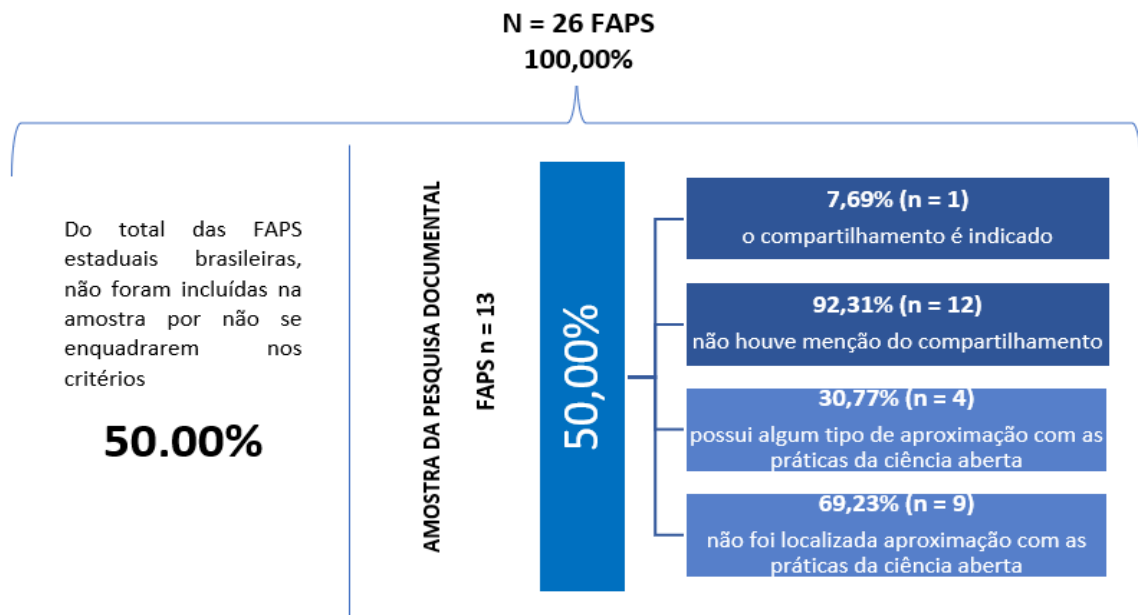 N = 26 FAPS
100,00%
Do total das FAPS
estaduais brasileiras,
não foram incluídas na
amostra por não se
enquadrarem nos
critérios
50.00%
AMOSTRA DA PESQUISA DOCUMENTAL
FAPS n = 13
50,00%
7,69% (n = 1)
o compartilhamento é indicado
92,31% (n = 12)
não houve menção do compartilhamento
30,77% (n = 4)
possui algum tipo de aproximação com as
práticas da ciência aberta
69,23% (n = 9)
não foi localizada aproximação com as
práticas da ciência aberta